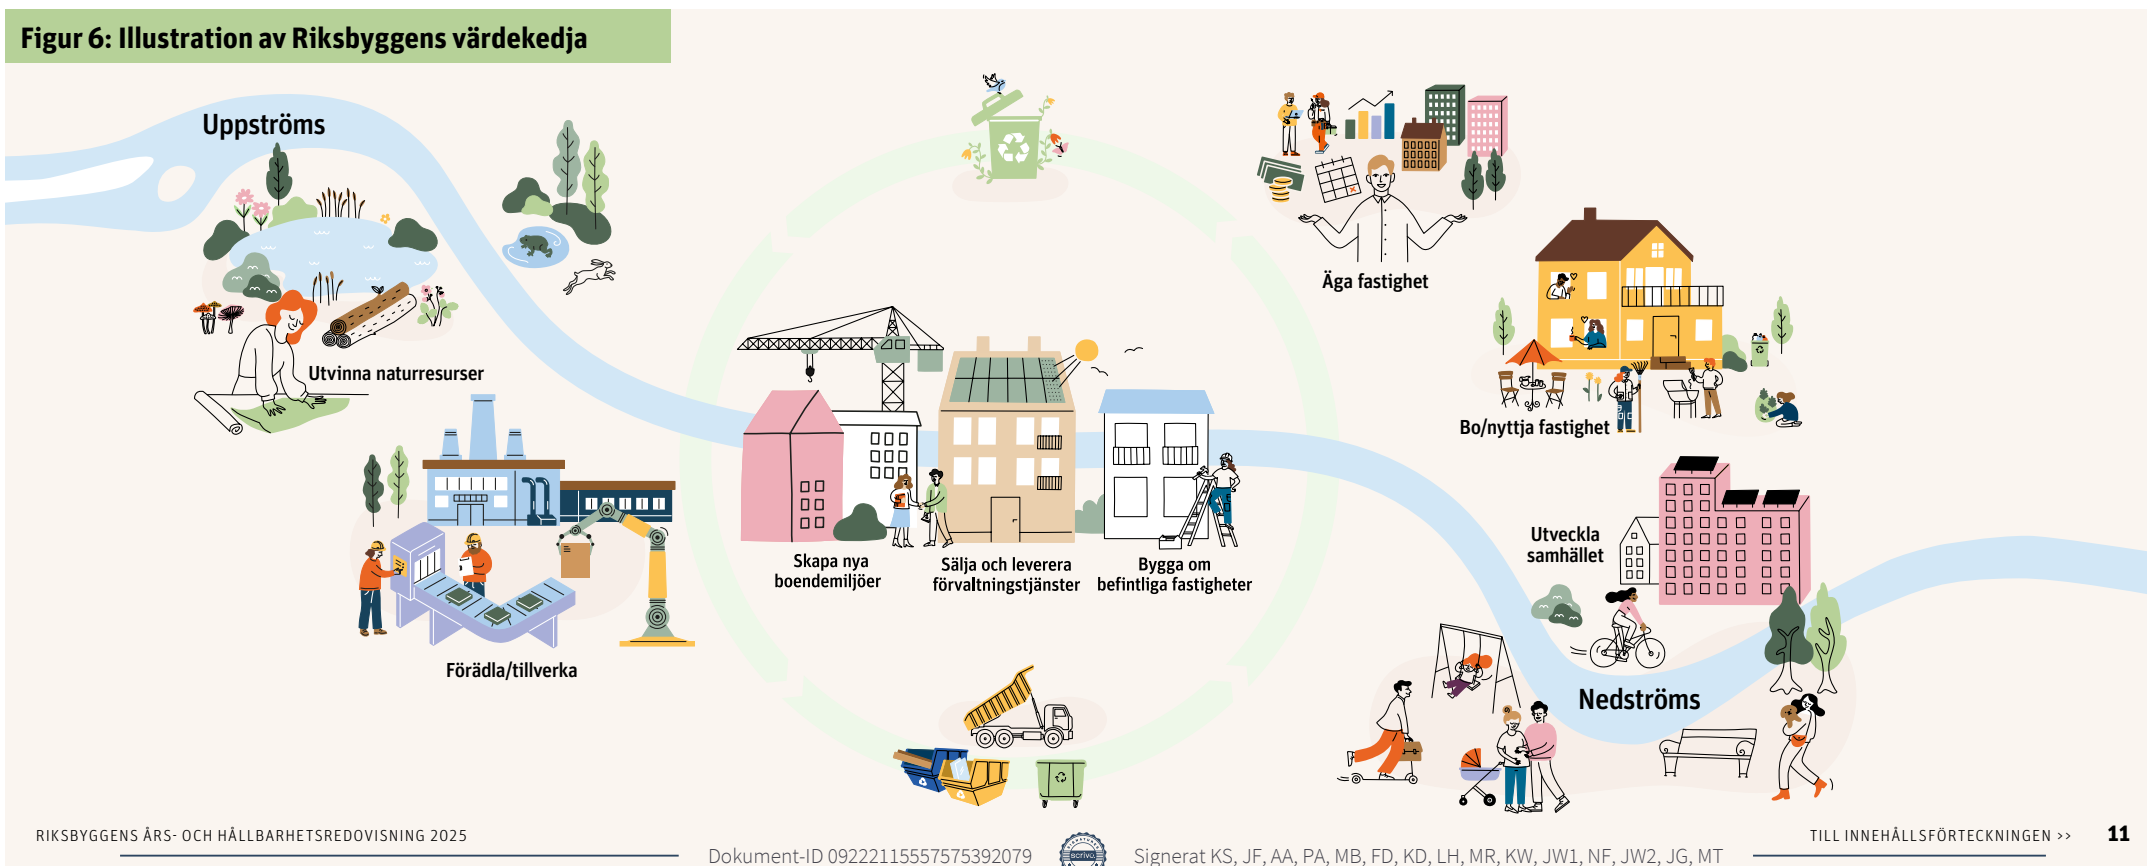 Figur 6: Illustration av Riksbyggens värdekedja
Uppströms
Utvinna naturresurser
Förädla/tillverka
Skapa nya
boendemiljöer
Sälja och leverera
förvaltningstjänster
Bygga om
befintliga fastigheter
Äga fastighet
Bo/nyttja fastighet
Utveckla
samhället
Nedströms
RIKSBYGGENS ÅRS- OCH HÅLLBARHETSREDOVISNING 2025
TILL INNEHÅLLSFÖRTECKNINGEN >> 11
Dokument-ID 09222115557575392079
scrive
Signerat KS, JF, AA, PA, MB, FD, KD, LH, MR, KW, JW1, NF, JW2, JG, MT